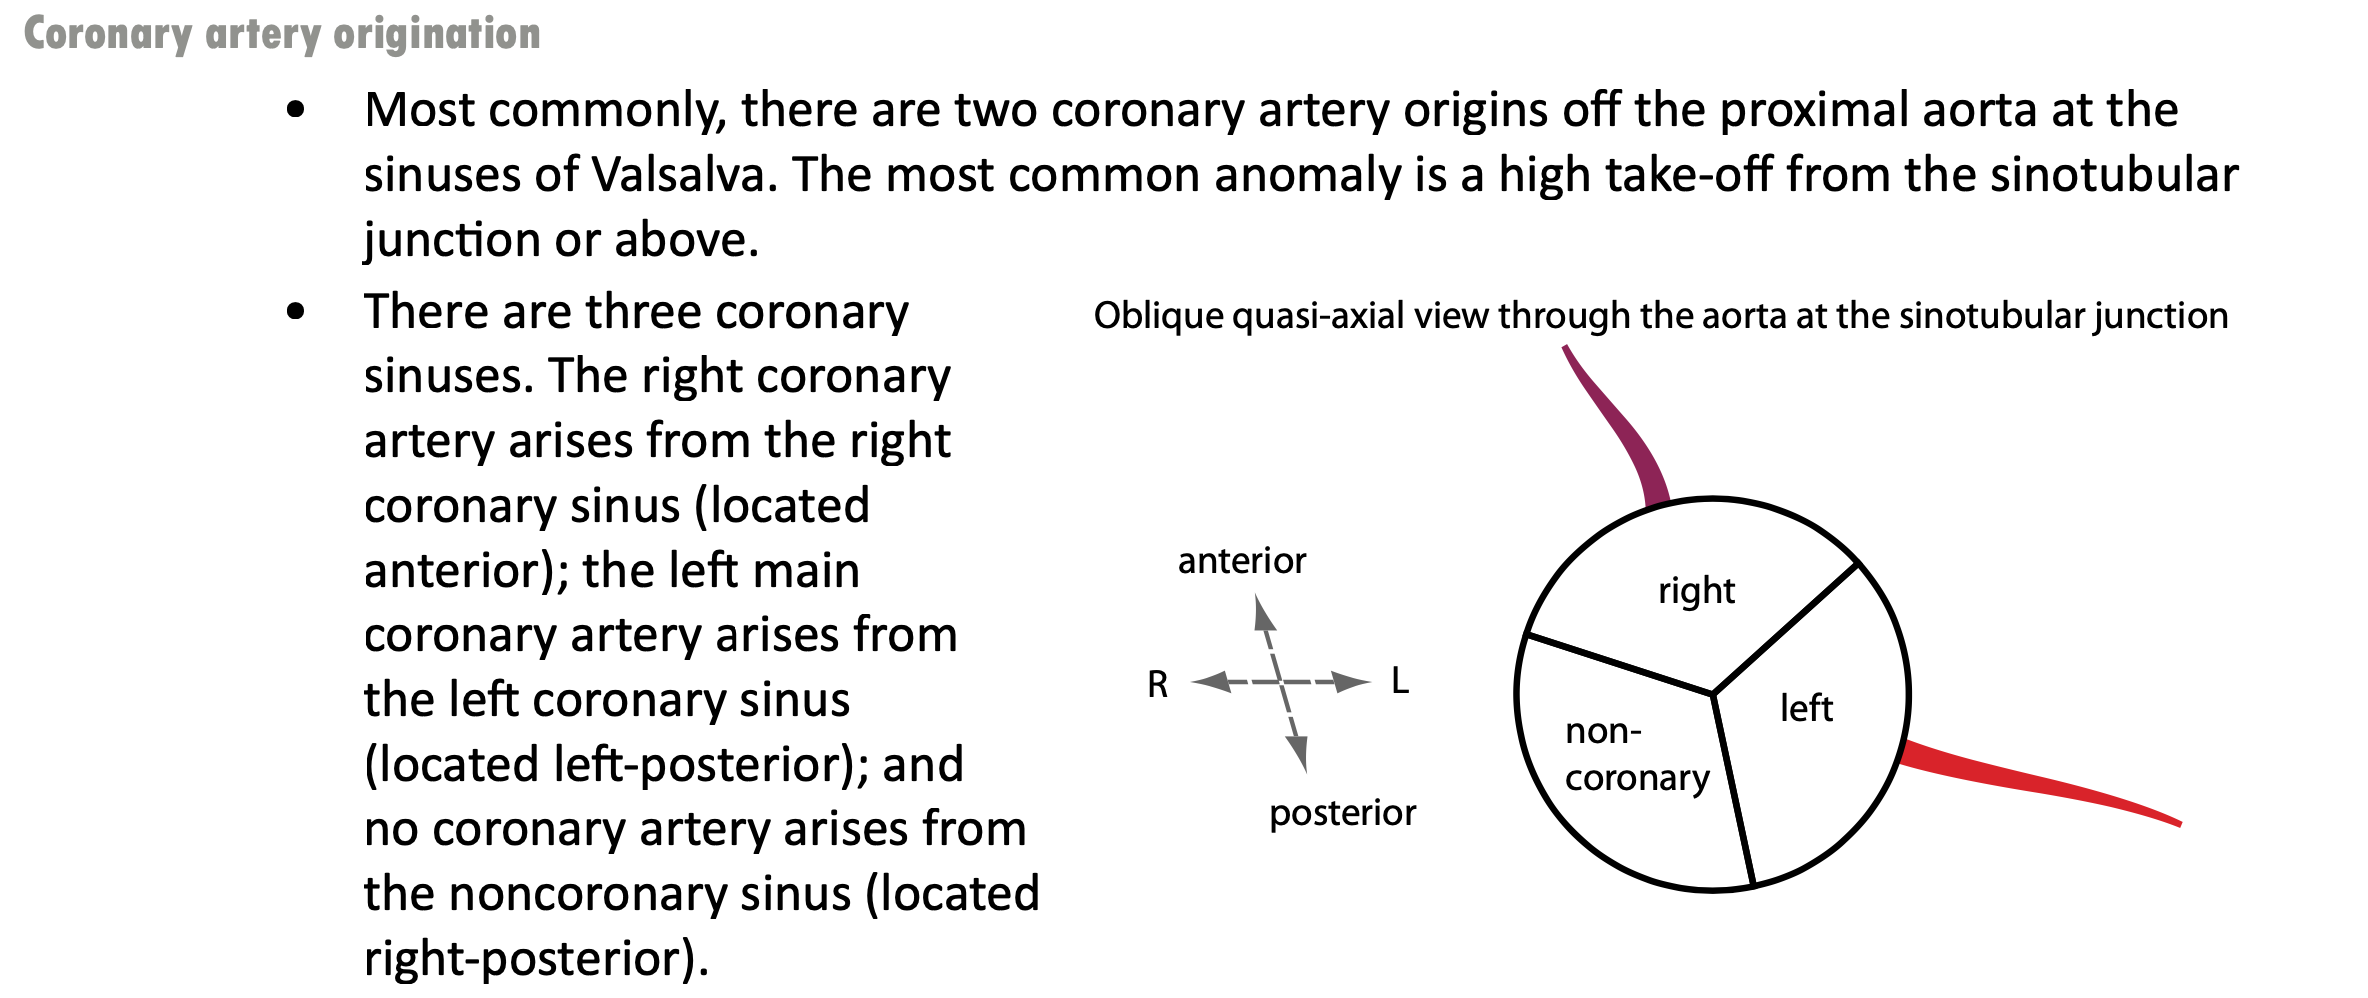 Coronary artery origination
• Most commonly, there are two coronary artery origins off the proximal aorta at the
sinuses of Valsalva. The most common anomaly is a high take-off from the sinotubular
junction or above.
• There are three coronary
sinuses. The right coronary
artery arises from the right
coronary sinus (located
anterior); the left main
coronary artery arises from
the left coronary sinus
(located left-posterior); and
no coronary artery arises from
the noncoronary sinus (located
right-posterior).
Oblique quasi-axial view through the aorta at the sinotubular junction
anterior
R
L
posterior
right
left
non-
coronary